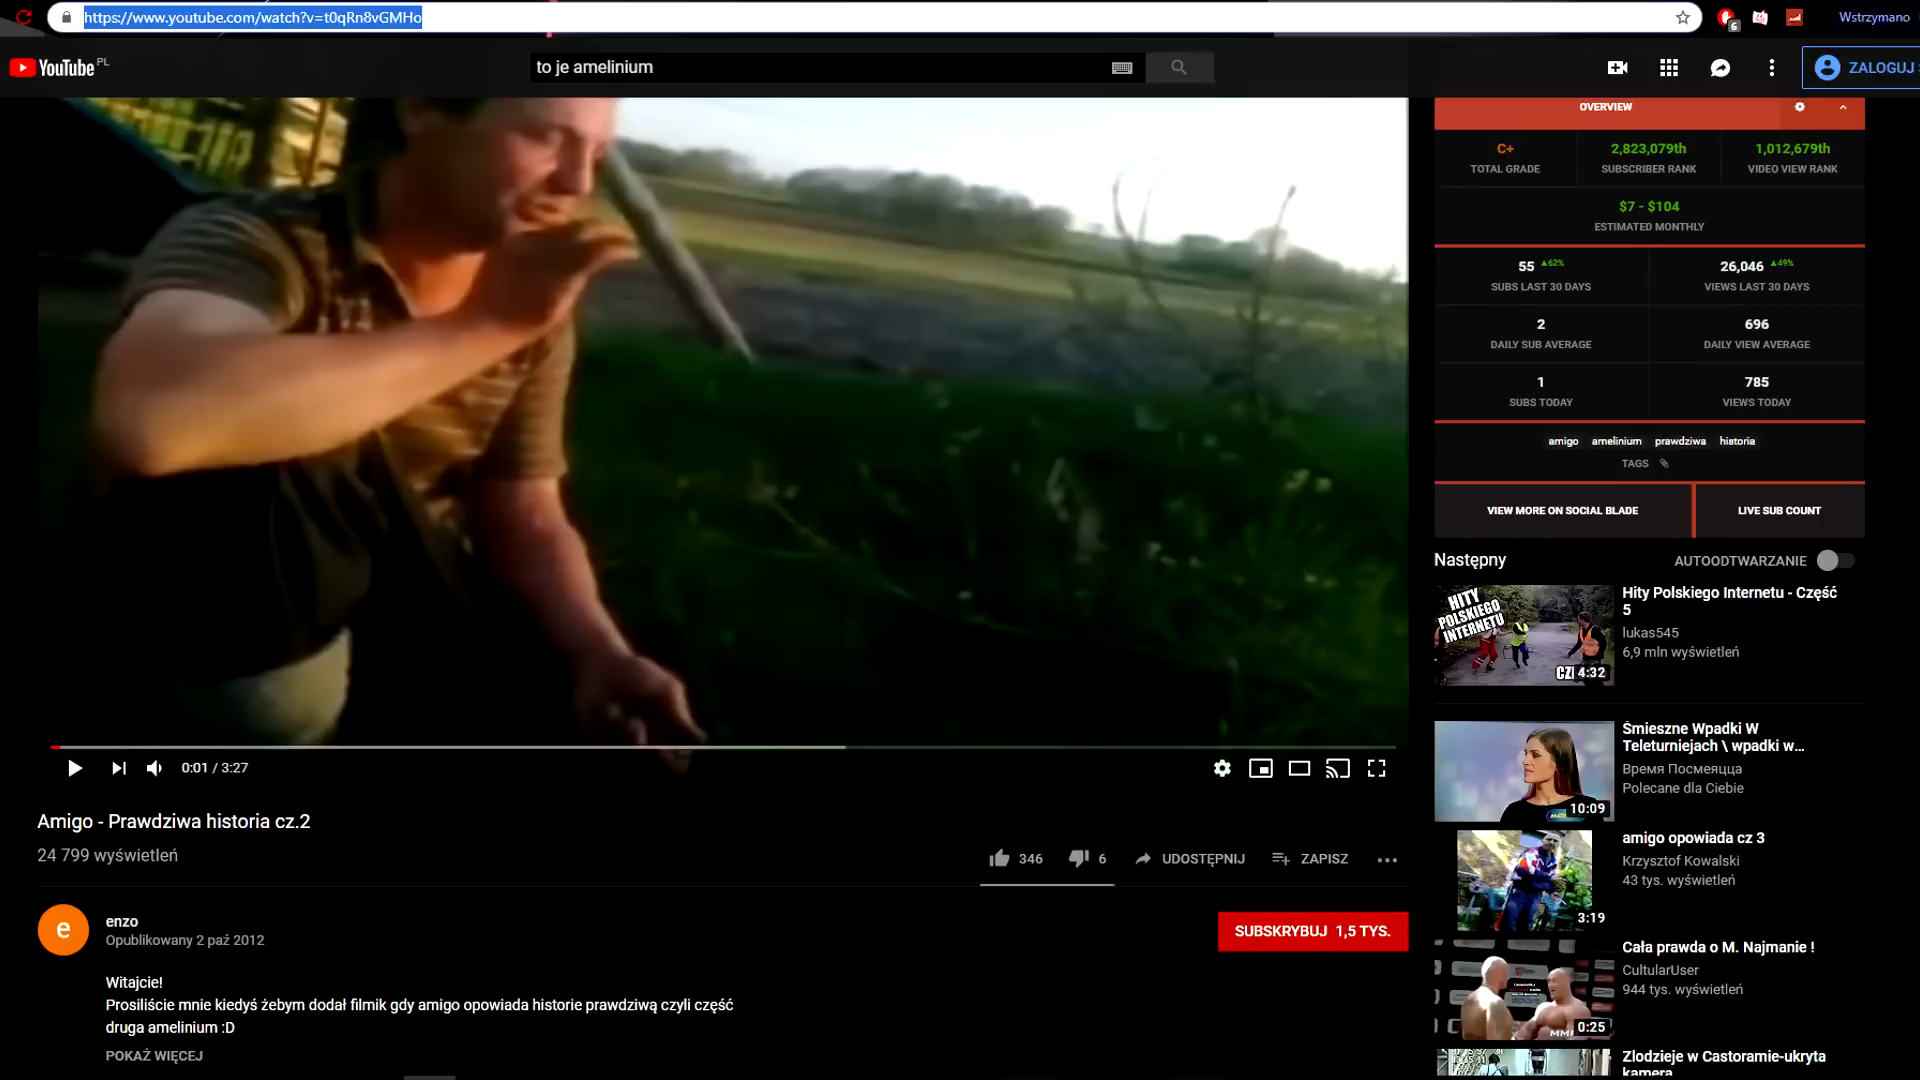 https://www.youtube.com/watch?v=t0qRn8vGMHo
6
Wstrzymano
YouTube PL
to je amelinium
ZALOGUJ
OVERVIEW
C+
TOTAL GRADE
2,823,079th
SUBSCRIBER RANK
1,012,679th
VIDEO VIEW RANK
$7 - $104
ESTIMATED MONTHLY
55 ▲62%
SUBS LAST 30 DAYS
26,046 ▲49%
VIEWS LAST 30 DAYS
2
DAILY SUB AVERAGE
696
DAILY VIEW AVERAGE
1
SUBS TODAY
785
VIEWS TODAY
amigo amelinium prawdziwa historia
TAGS
VIEW MORE ON SOCIAL BLADE
LIVE SUB COUNT
0:01 / 3:27
Amigo - Prawdziwa historia cz.2
24 799 wyświetleń
346
6
UDOSTĘPNIJ
ZAPISZ
enzo
Opublikowany 2 paź 2012
SUBSKRYBUJ 1,5 TYS.
Witajcie!
Prosiliście mnie kiedyś żebym dodał filmik gdy amigo opowiada historie prawdziwą czyli część
druga amelinium :D
POKAŻ WIĘCEJ
Następny
AUTOODTWARZANIE
HITY
POLSKIEGO
INTERNETU
CZĘ
4:32
Hity Polskiego Internetu - Część
5
lukas545
6,9 mln wyświetleń
10:09
Śmieszne Wpadki W
Teleturniejach \ wpadki w...
Время Посмеяцца
Polecane dla Ciebie
3:19
amigo opowiada cz 3
Krzysztof Kowalski
43 tys. wyświetleń
0:25
Cała prawda o M. Najmanie !
CultularUser
944 tys. wyświetleń
Zlodzieje w Castoramie-ukryta
kamera